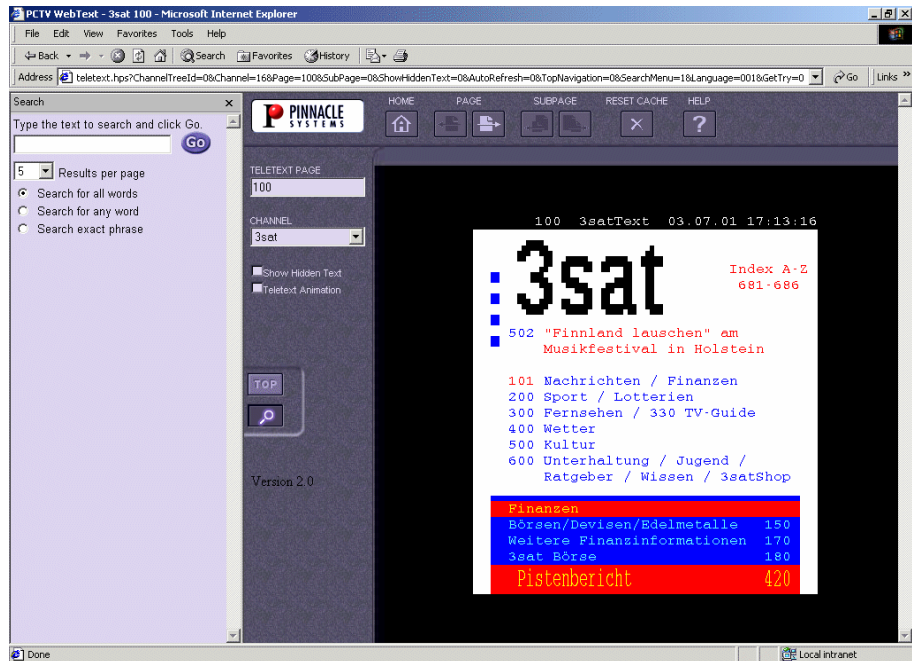 PCTV WebText - 3sat 100 - Microsoft Internet Explorer
File Edit View Favorites Tools Help
Back Search Favorites History
Address teletext.hps?ChannelTreeId=0&Channel=16&Page=100&SubPage=0&ShowHiddenText=0&AutoRefresh=0&TopNavigation=0&SearchMenu=1&Language=001&GetTry=0 Go Links »
Search
Type the text to search and click Go.
Go
5 Results per page
Search for all words
Search for any word
Search exact phrase
PINNACLE
SYSTEMS
HOME PAGE SUBPAGE RESET CACHE HELP
TELETEXT PAGE
100
CHANNEL
3sat
Show Hidden Text
Teletext Animation
TOP
Version 2.0
100 3satText 03.07.01 17:13:16
3sat
Index A-Z
681-686
502 "Finnland lauschen" am
Musikfestival in Holstein
101 Nachrichten / Finanzen
200 Sport / Lotterien
300 Fernsehen / 330 TV-Guide
400 Wetter
500 Kultur
600 Unterhaltung / Jugend /
Ratgeber / Wissen / 3satShop
Finanzen
Börsen/Devisen/Edelmetalle 150
Weitere Finanzinformationen 170
3sat Börse 180
Pistenbericht 420
Done
Local intranet